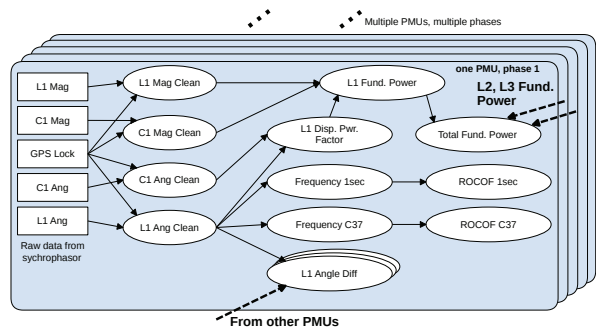 Multiple PMUs, multiple phases
one PMU, phase 1
L1 Mag
L1 Mag Clean
L1 Fund. Power
L2, L3 Fund.
Power
C1 Mag
C1 Mag Clean
L1 Disp. Pwr.
Factor
Total Fund. Power
GPS Lock
C1 Ang
C1 Ang Clean
Frequency 1sec
ROCOF 1sec
L1 Ang
L1 Ang Clean
Frequency C37
ROCOF C37
Raw data from
sychrophasor
L1 Angle Diff
From other PMUs